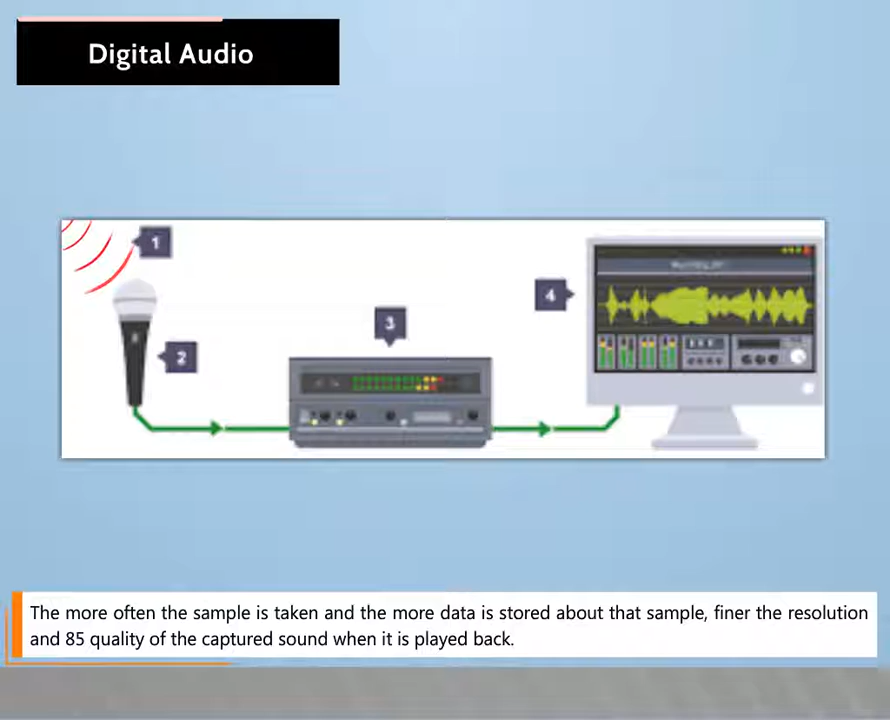 Digital Audio
1
2
3
4
The more often the sample is taken and the more data is stored about that sample, finer the resolution
and 85 quality of the captured sound when it is played back.